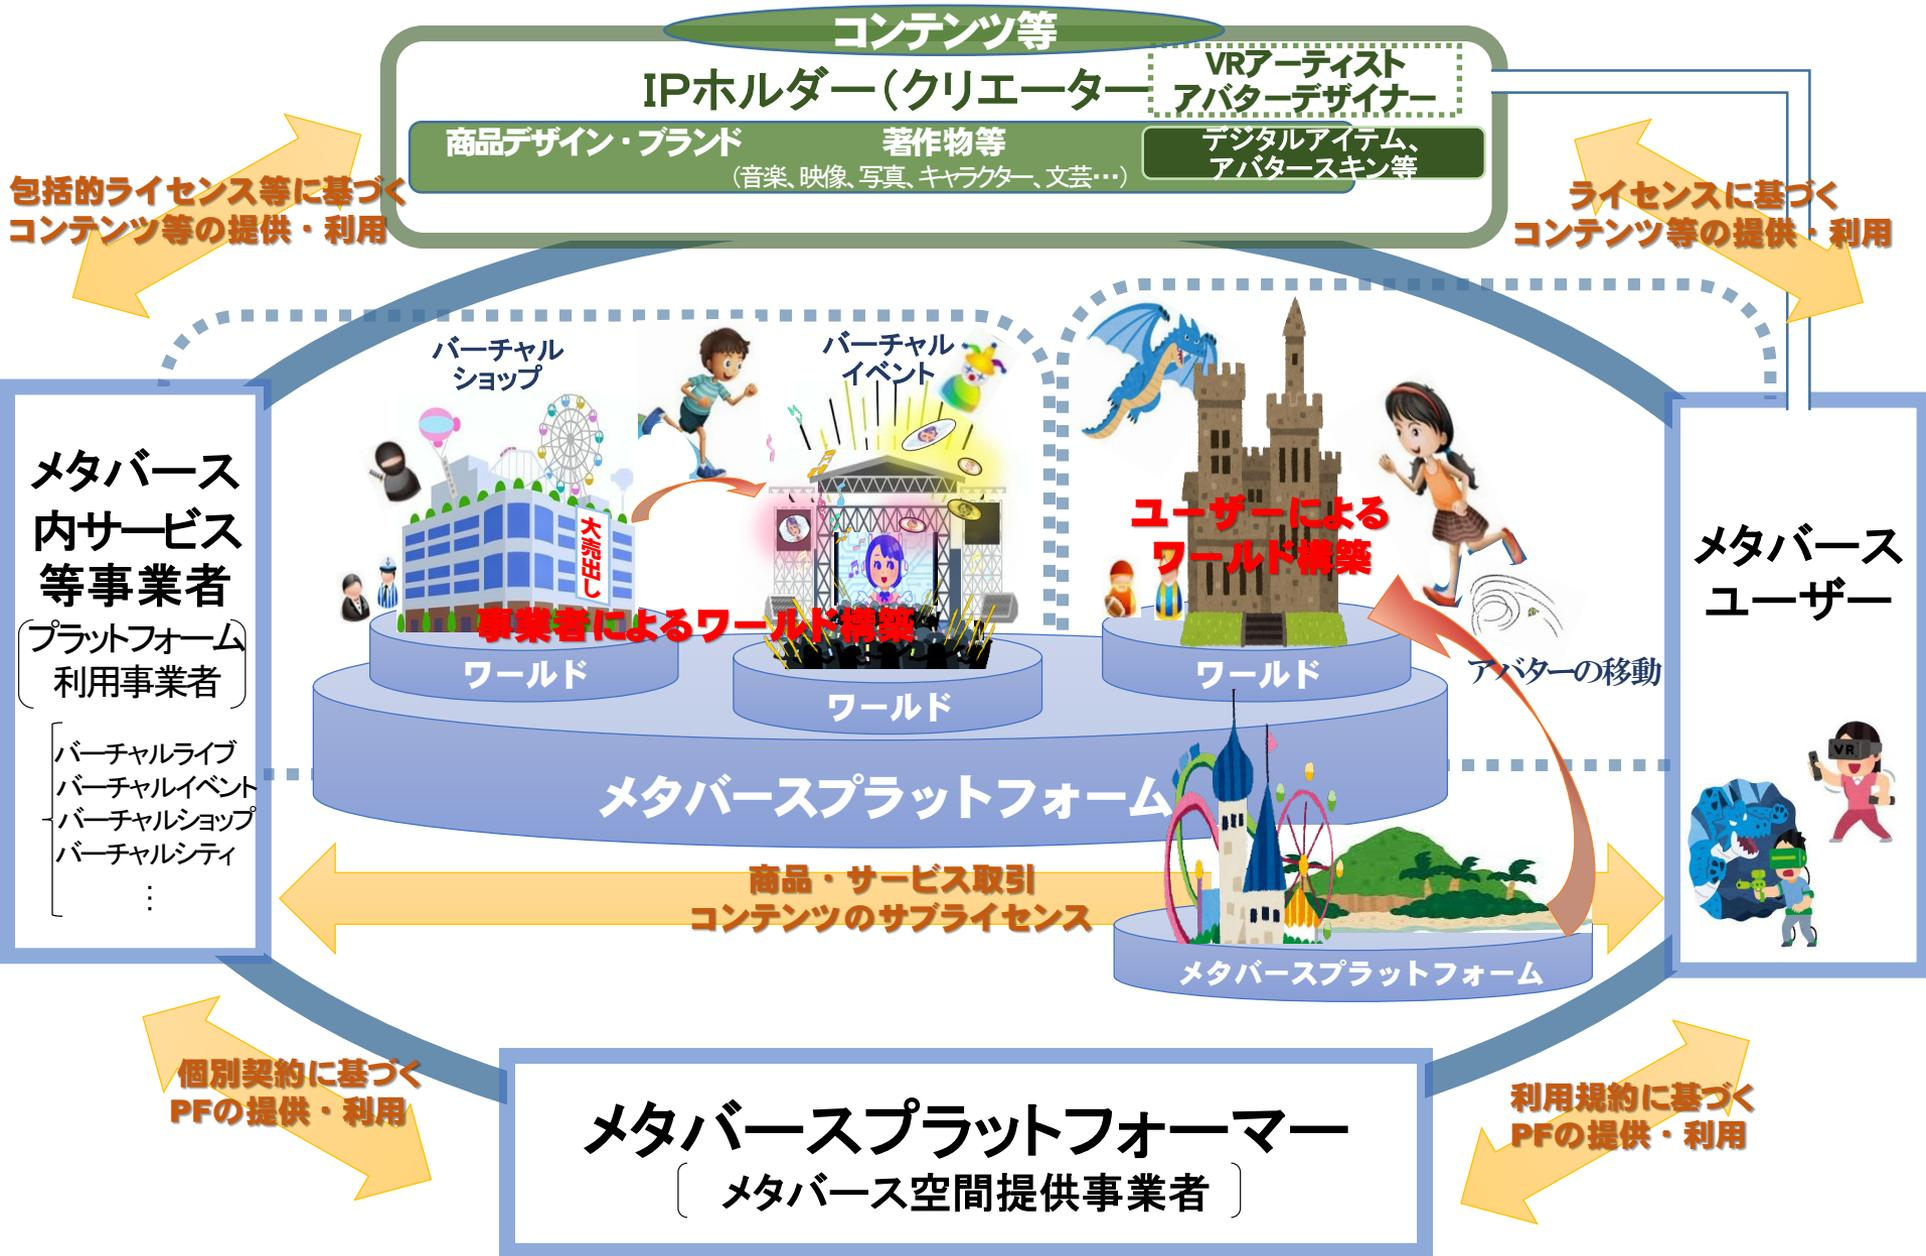 コンテンツ等
IPホルダー（クリエーター
VRアーティスト
アバターデザイナー
商品デザイン・ブランド
著作物等
（音楽、映像、写真、キャラクター、文芸…）
デジタルアイテム、
アバタースキン等
包括的ライセンス等に基づく
コンテンツ等の提供・利用
ライセンスに基づく
コンテンツ等の提供・利用
バーチャル
ショップ
バーチャル
イベント
大売出し
事業者によるワールド構築
ユーザーによる
ワールド構築
ワールド
ワールド
ワールド
アバターの移動
メタバース
内サービス
等事業者
プラットフォーム
利用事業者
バーチャルライブ
バーチャルイベント
バーチャルショップ
バーチャルシティ
⋮
メタバース
ユーザー
VR
メタバースプラットフォーム
商品・サービス取引
コンテンツのサブライセンス
メタバースプラットフォーム
個別契約に基づく
PFの提供・利用
利用規約に基づく
PFの提供・利用
メタバースプラットフォーマー
〔 メタバース空間提供事業者 〕